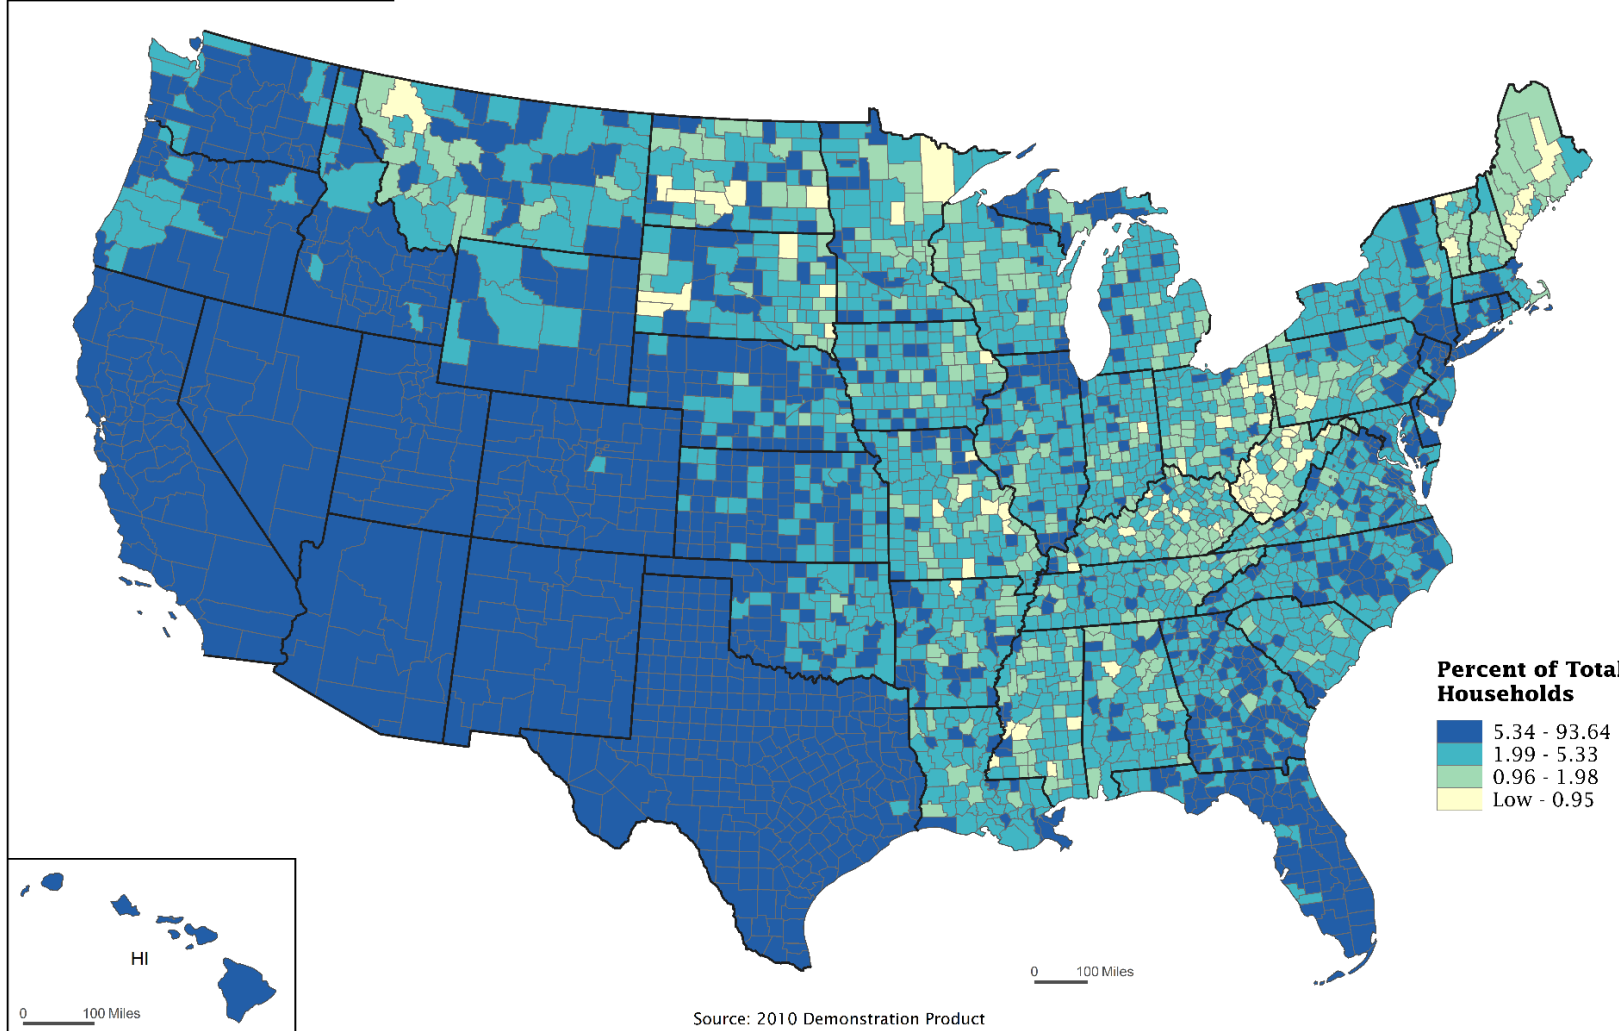 Percent of Total
Households
5.34 - 93.64
1.99 - 5.33
0.96 - 1.98
Low - 0.95
HI
0 100 Miles
0 100 Miles
Source: 2010 Demonstration Product